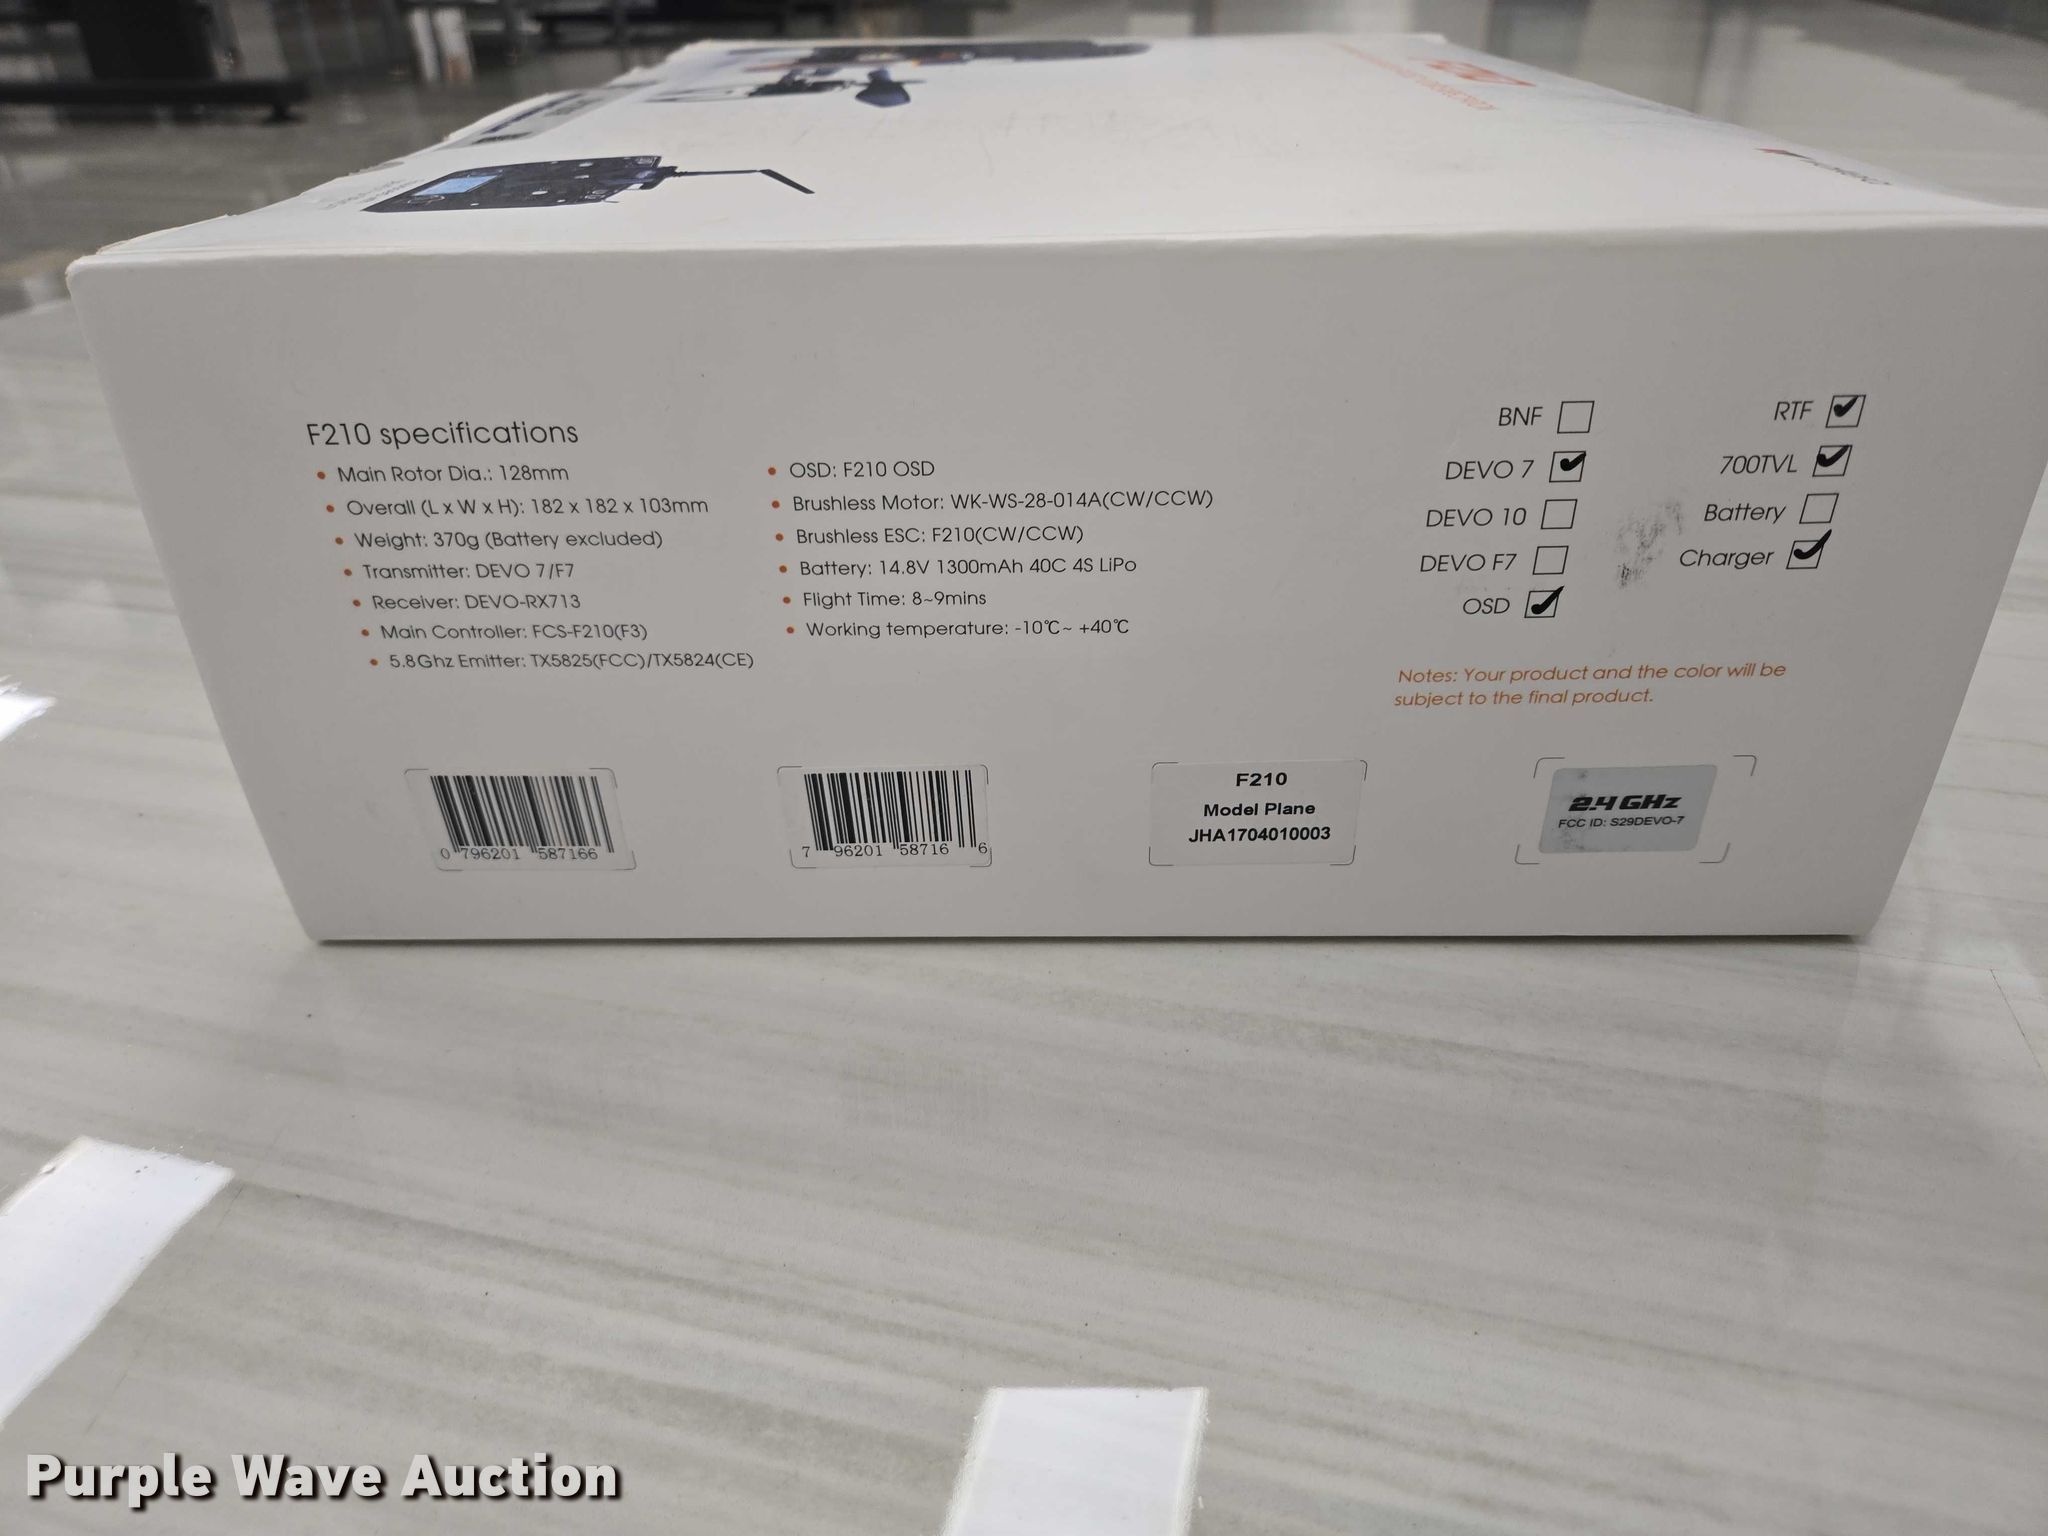 F210 specifications
• Main Rotor Dia.: 128mm
• Overall (L x W x H): 182 x 182 x 103mm
• Weight: 370g (Battery excluded)
• Transmitter: DEVO 7/F7
• Receiver: DEVO-RX713
• Main Controller: FCS-F210(F3)
• 5.8Ghz Emitter: TX5825(FCC)/TX5824(CE)
• OSD: F210 OSD
• Brushless Motor: WK-WS-28-014A(CW/CCW)
• Brushless ESC: F210(CW/CCW)
• Battery: 14.8V 1300mAh 40C 4S LiPo
• Flight Time: 8~9mins
• Working temperature: -10℃~ +40℃
BNF
DEVO 7
DEVO 10
DEVO F7
OSD
RTF
700TVL
Battery
Charger
Notes: Your product and the color will be
subject to the final product.
0 796201 587166
7 96201 58716 6
F210
Model Plane
JHA1704010003
2.4 GHz
FCC ID: S29DEVO-7
Purple Wave Auction